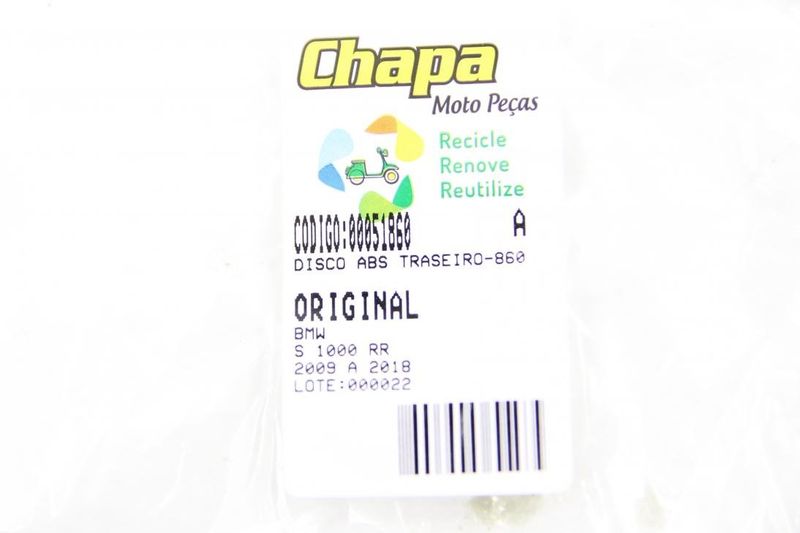 Chapa
Moto Peças
Recicle
Renove
Reutilize
CODIGO:00051860 A
DISCO ABS TRASEIRO-860
ORIGINAL
BMW
S 1000 RR
2009 A 2018
LOTE:000022